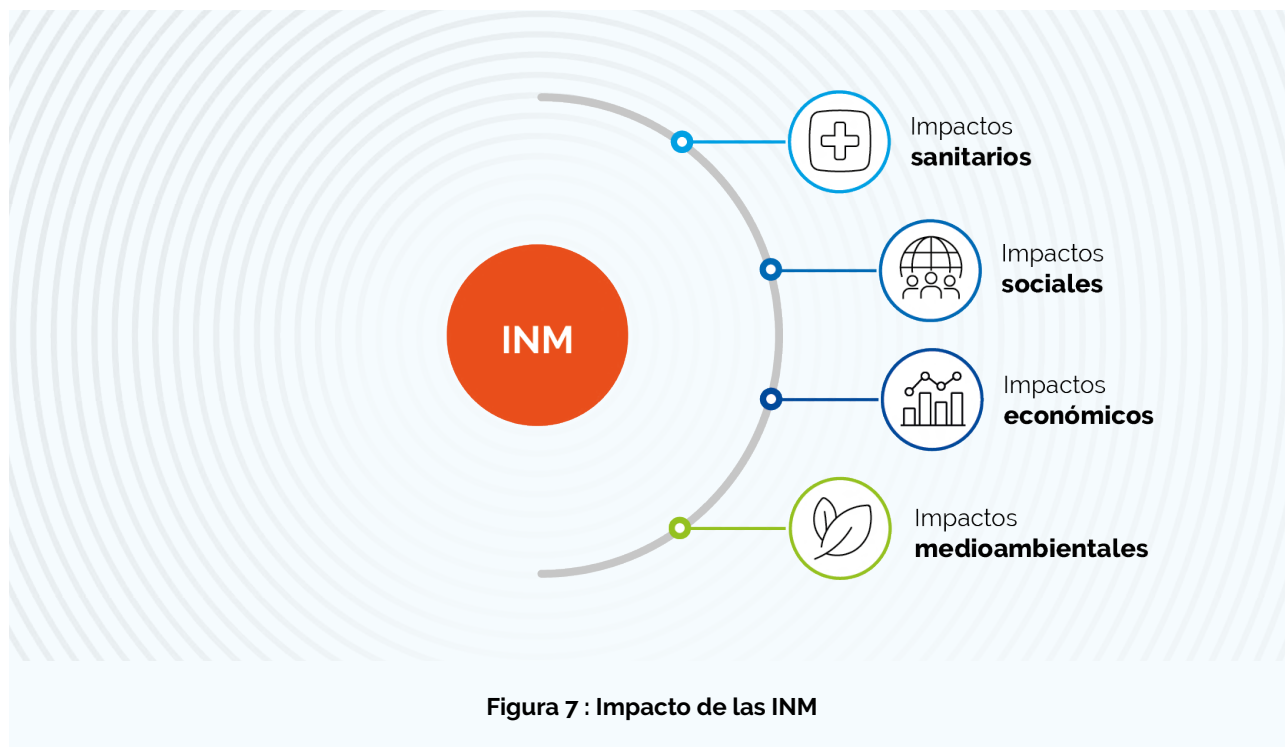 Impactos
sanitarios
Impactos
sociales
INM
Impactos
económicos
Impactos
medioambientales
Figura 7 : Impacto de las INM